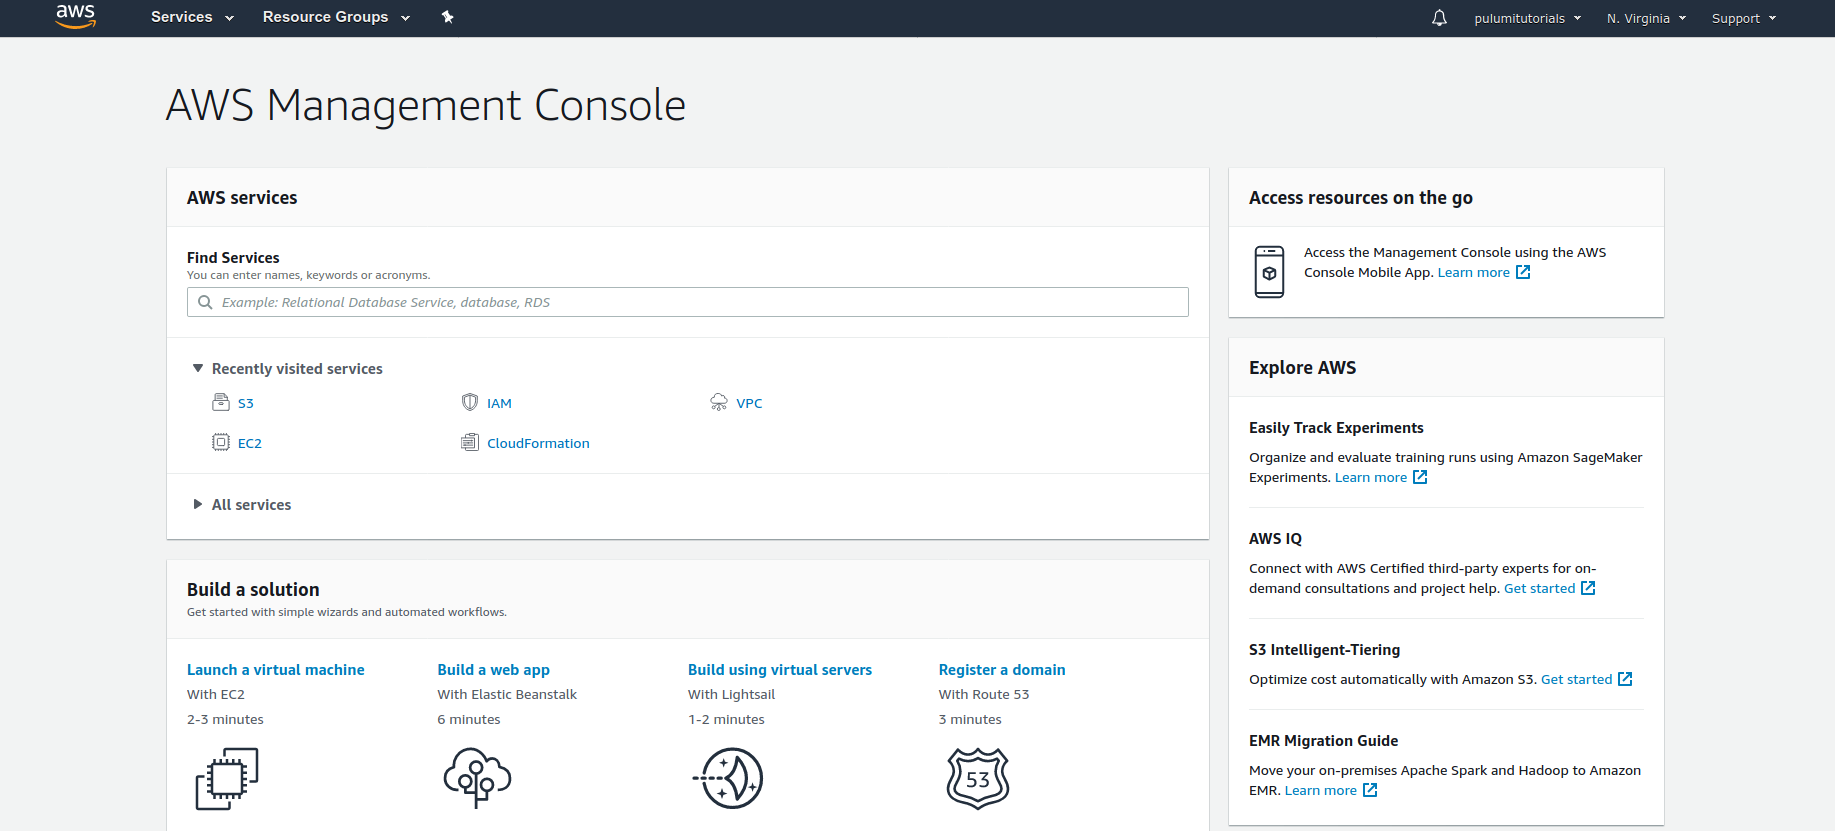 aws Services Resource Groups pulumitutorials N. Virginia Support
AWS Management Console
AWS services
Find Services
You can enter names, keywords or acronyms.
Example: Relational Database Service, database, RDS
Recently visited services
S3 IAM VPC
EC2 CloudFormation
All services
Build a solution
Get started with simple wizards and automated workflows.
Launch a virtual machine
With EC2
2-3 minutes
Build a web app
With Elastic Beanstalk
6 minutes
Build using virtual servers
With Lightsail
1-2 minutes
Register a domain
With Route 53
3 minutes
53
Access resources on the go
Access the Management Console using the AWS
Console Mobile App. Learn more
Explore AWS
Easily Track Experiments
Organize and evaluate training runs using Amazon SageMaker
Experiments. Learn more
AWS IQ
Connect with AWS Certified third-party experts for on-
demand consultations and project help. Get started
S3 Intelligent-Tiering
Optimize cost automatically with Amazon S3. Get started
EMR Migration Guide
Move your on-premises Apache Spark and Hadoop to Amazon
EMR. Learn more